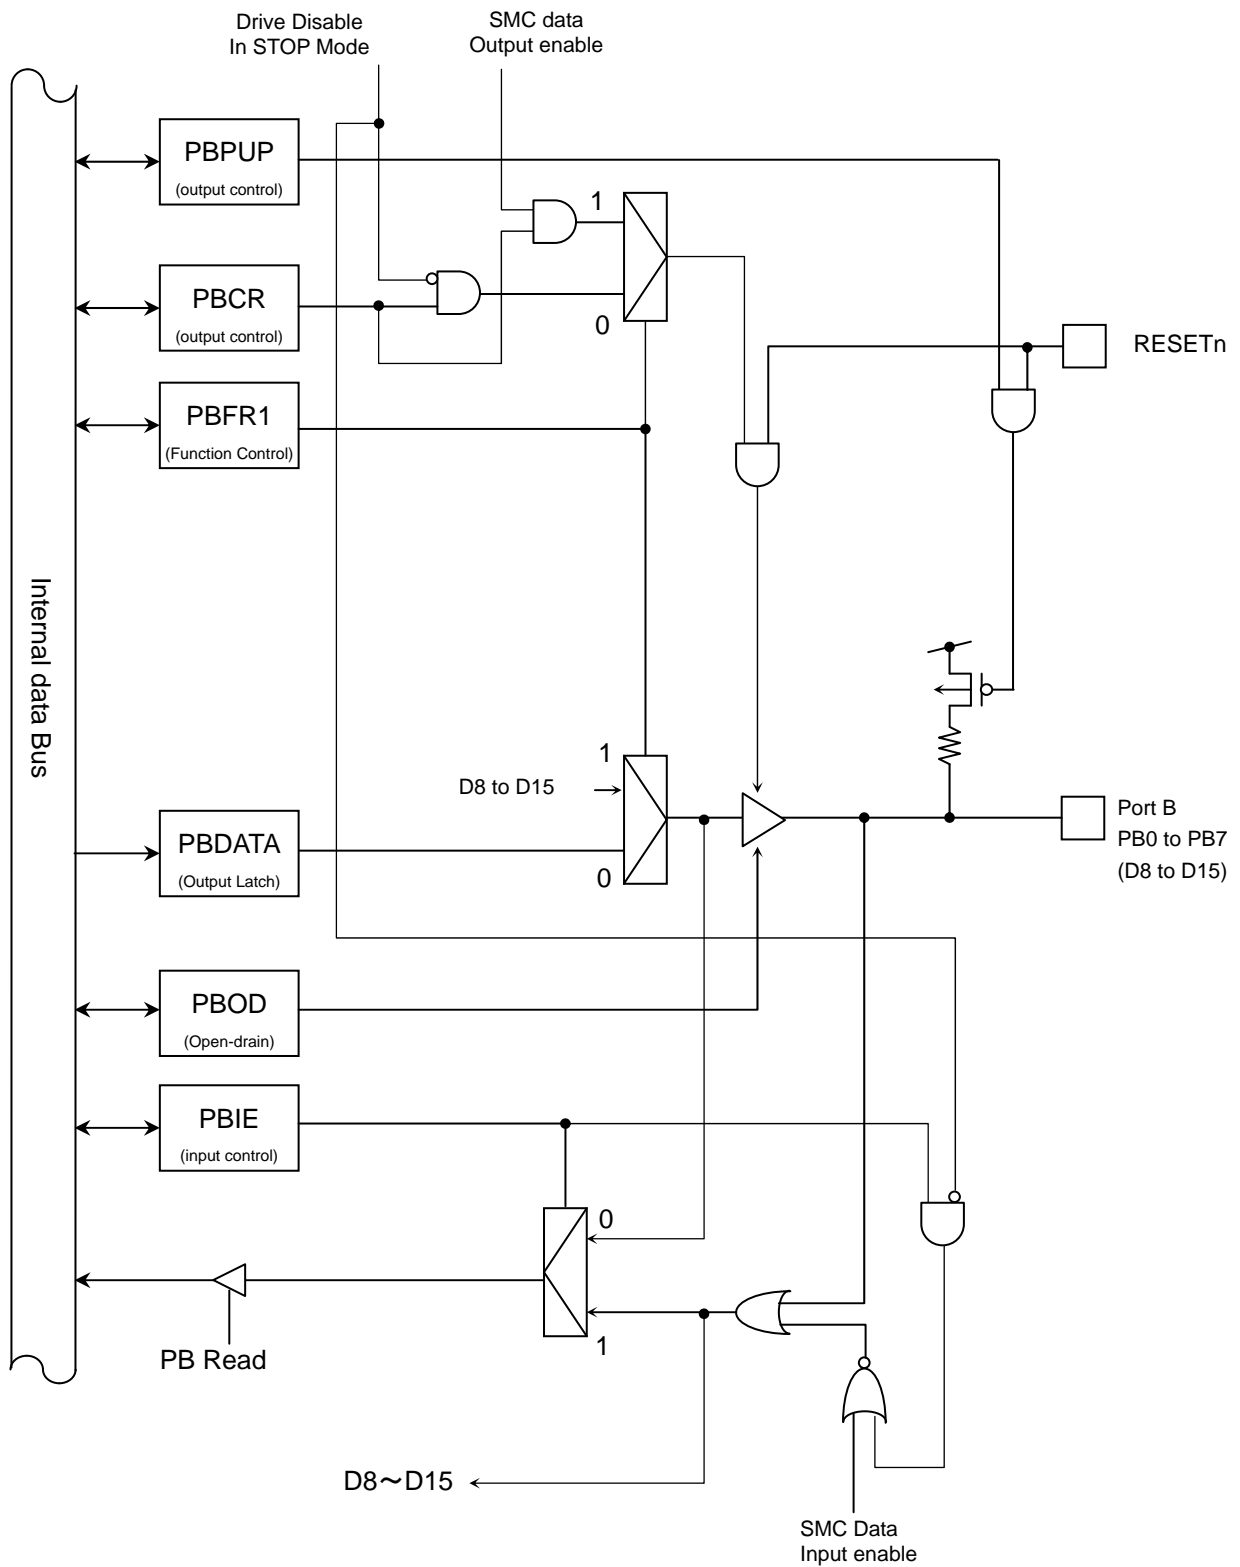 Drive Disable
In STOP Mode
SMC data
Output enable
PBPUP
(output control)
1
PBCR
(output control)
0
RESETn
PBFR1
(Function Control)
Internal data Bus
1
D8 to D15
PBDATA
(Output Latch)
0
Port B
PB0 to PB7
(D8 to D15)
PBOD
(Open-drain)
PBIE
(input control)
0
1
PB Read
D8～D15
SMC Data
Input enable